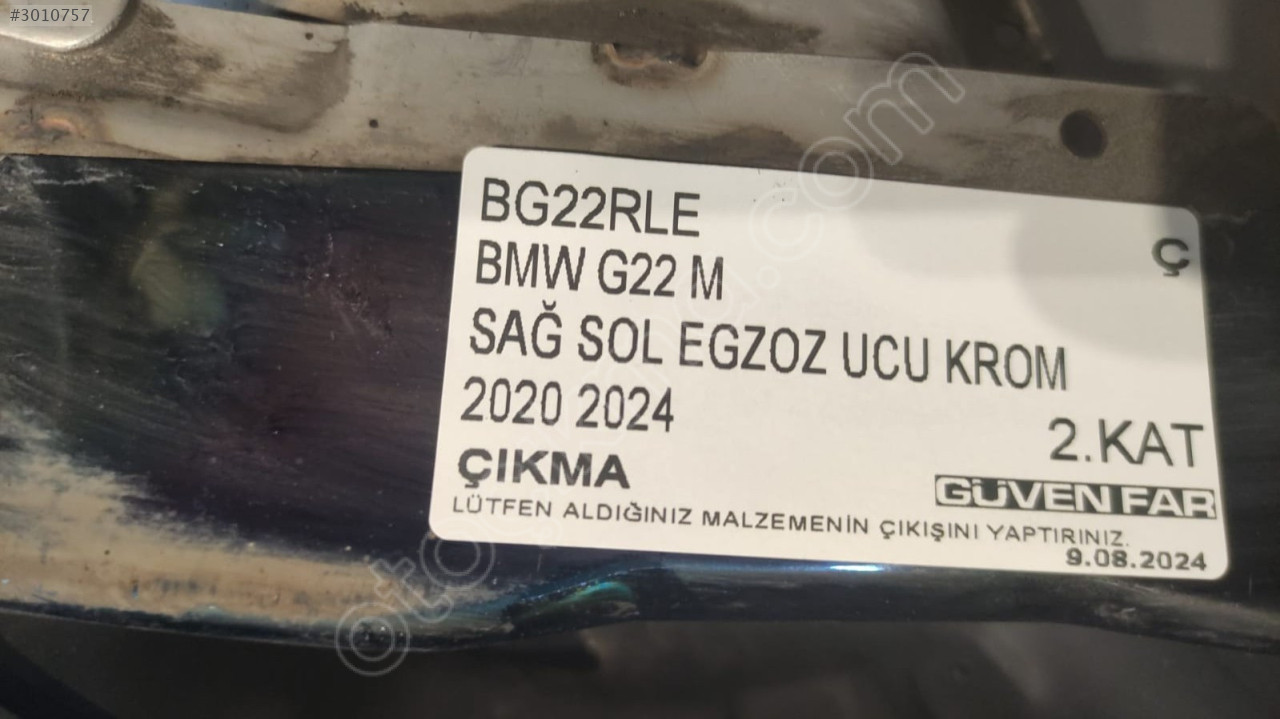 #3010757
BG22RLE
Ç
BMW G22 M
SAĞ SOL EGZOZ UCU KROM
2020 2024
2.KAT
ÇIKMA
GÜVEN FAR
LÜTFEN ALDIĞINIZ MALZEMENİN ÇIKIŞINI YAPTIRINIZ.
9.08.2024